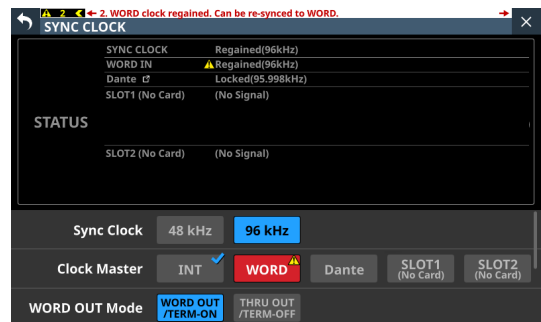 2 2. WORD clock regained. Can be re-synced to WORD.
SYNC CLOCK
SYNC CLOCK Regained(96kHz)
WORD IN Regained(96kHz)
Dante Locked(95.998kHz)
SLOT1 (No Card) (No Signal)
STATUS
SLOT2 (No Card) (No Signal)
Sync Clock 48 kHz 96 kHz
Clock Master INT WORD Dante SLOT1 (No Card) SLOT2 (No Card)
WORD OUT Mode WORD OUT /TERM-ON THRU OUT /TERM-OFF